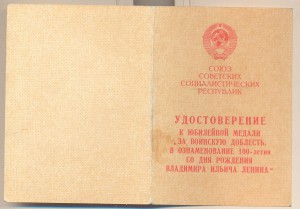 СОЮЗ
СОВЕТСКИХ
СОЦИАЛИСТИЧЕСКИХ
РЕСПУБЛИК
УДОСТОВЕРЕНИЕ
К ЮБИЛЕЙНОЙ МЕДАЛИ
„ЗА ВОИНСКУЮ ДОБЛЕСТЬ.
В ОЗНАМЕНОВАНИЕ 100-летия
СО ДНЯ РОЖДЕНИЯ
ВЛАДИМИРА ИЛЬИЧА ЛЕНИНА“